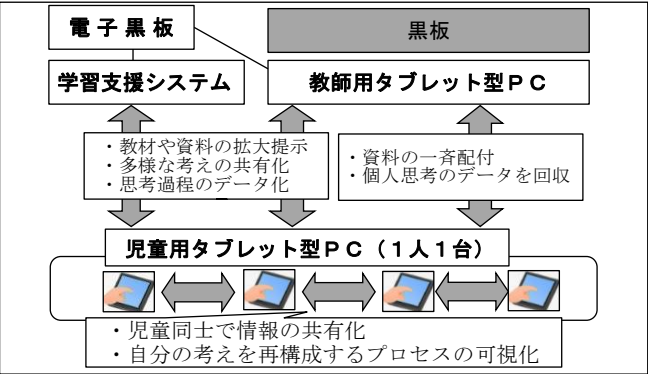 電子黒板
黒板
学習支援システム
教師用タブレット型ＰＣ
・教材や資料の拡大提示
・多様な考えの共有化
・思考過程のデータ化
・資料の一斉配付
・個人思考のデータを回収
児童用タブレット型ＰＣ（１人１台）
・児童同士で情報の共有化
・自分の考えを再構成するプロセスの可視化